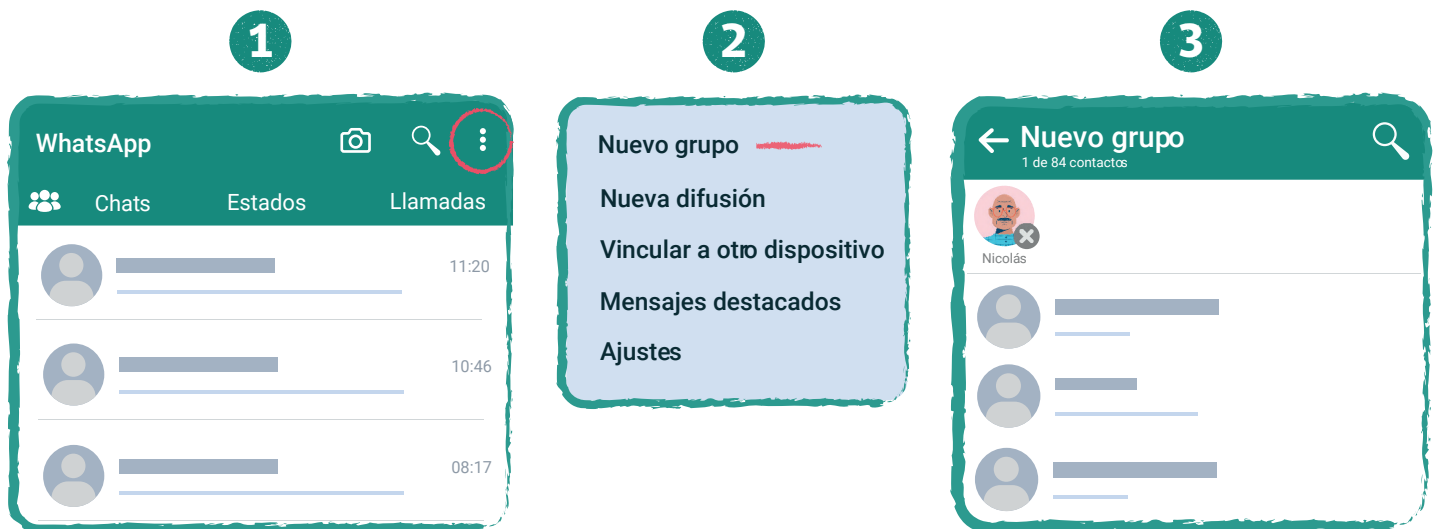 1
2
3
WhatsApp
Chats Estados Llamadas
11:20
10:46
08:17
Nuevo grupo
Nueva difusión
Vincular a otro dispositivo
Mensajes destacados
Ajustes
Nuevo grupo
1 de 84 contactos
Nicolás